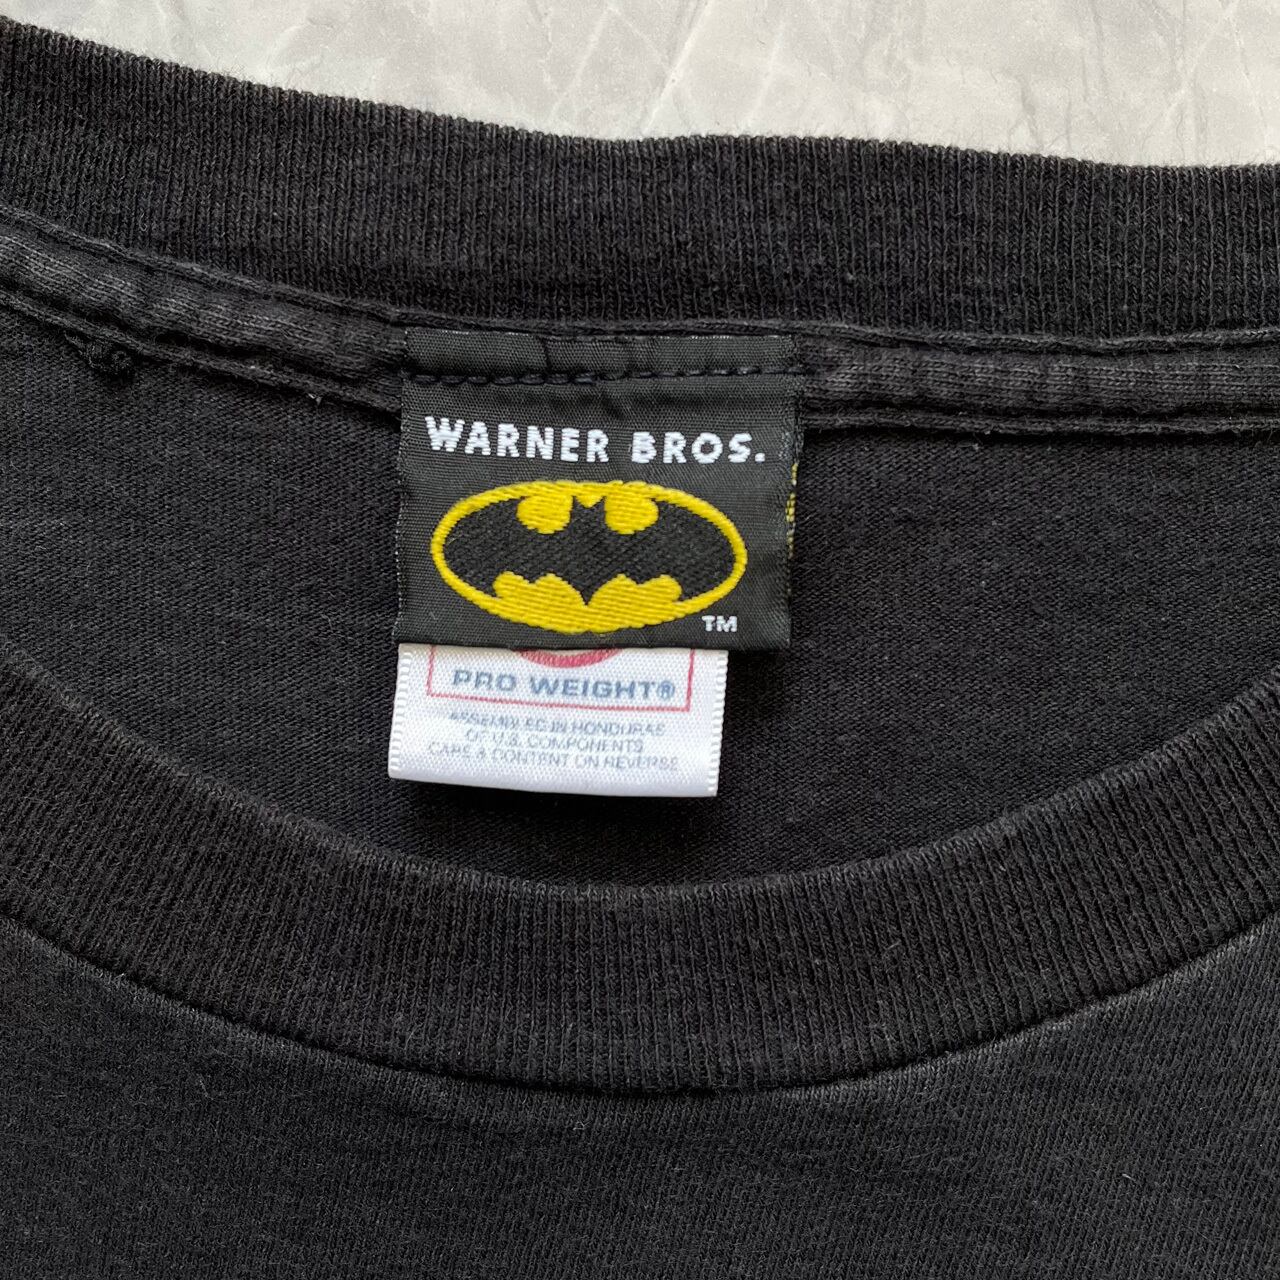 WARNER BROS.
TM
PRO WEIGHT®
ASSEMBLED IN HONDURAS
OF U.S. COMPONENTS
CARE & CONTENT ON REVERSE